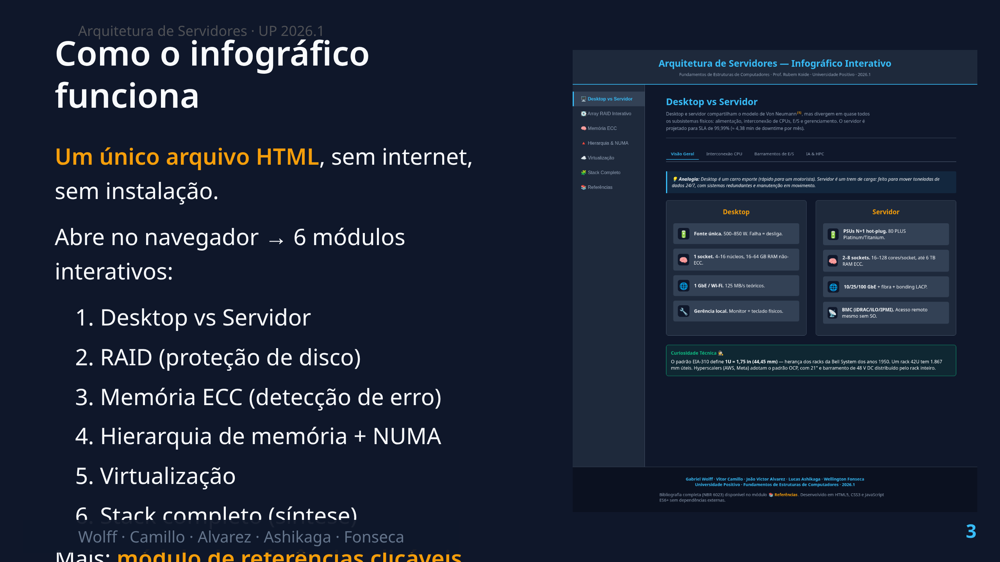 Arquitetura de Servidores · UP 2026.1
Como o infográfico
funciona
Um único arquivo HTML, sem internet,
sem instalação.
Abre no navegador → 6 módulos
interativos:
1. Desktop vs Servidor
2. RAID (proteção de disco)
3. Memória ECC (detecção de erro)
4. Hierarquia de memória + NUMA
5. Virtualização
6. Stack completo (síntese)
Wolff · Camillo · Alvarez · Ashikaga · Fonseca
Mais: módulo de referências clicáveis
Arquitetura de Servidores — Infográfico Interativo
Fundamentos de Estruturas de Computadores · Prof. Rubem Koide · Universidade Positivo · 2026.1
🖥️ Desktop vs Servidor
💽 Array RAID Interativo
🧠 Memória ECC
🔺 Hierarquia & NUMA
☁️ Virtualização
🧩 Stack Completo
📚 Referências
Desktop vs Servidor
Desktop e servidor compartilham o modelo de Von Neumann[1], mas divergem em quase todos
os subsistemas físicos: alimentação, interconexão de CPUs, E/S e gerenciamento. O servidor é
projetado para SLA de 99,99% (≈ 4,38 min de downtime por mês).
Visão Geral Interconexão CPU Barramentos de E/S IA & HPC
💡 Analogia: Desktop é um carro esporte (rápido para um motorista). Servidor é um trem de carga: feito para mover toneladas de
dados 24/7, com sistemas redundantes e manutenção em movimento.
Desktop
🔋 Fonte única. 500–850 W. Falha = desliga.
🧠 1 socket. 4–16 núcleos, 16–64 GB RAM não-
ECC.
🌐 1 GbE / Wi-Fi. 125 MB/s teóricos.
🔧 Gerência local. Monitor + teclado físicos.
Servidor
🔋 PSUs N+1 hot-plug. 80 PLUS
Platinum/Titanium.
🧠 2–8 sockets. 16–128 cores/socket, até 6 TB
RAM ECC.
🌐 10/25/100 GbE + fibra + bonding LACP.
📡 BMC (iDRAC/iLO/IPMI). Acesso remoto
mesmo sem SO.
Curiosidade Técnica 🕵️
O padrão EIA-310 define 1U = 1,75 in (44,45 mm) — herança dos racks da Bell System dos anos 1950. Um rack 42U tem 1.867
mm úteis. Hyperscalers (AWS, Meta) adotam o padrão OCP, com 21" e barramento de 48 V DC distribuído pelo rack inteiro.
Gabriel Wolff · Vitor Camillo · João Victor Alvarez · Lucas Ashikaga · Wellington Fonseca
Universidade Positivo · Fundamentos de Estruturas de Computadores · 2026.1
Bibliografia completa (NBR 6023) disponível no módulo 📚 Referências. Desenvolvido em HTML5, CSS3 e JavaScript
ES6+ sem dependências externas.
3